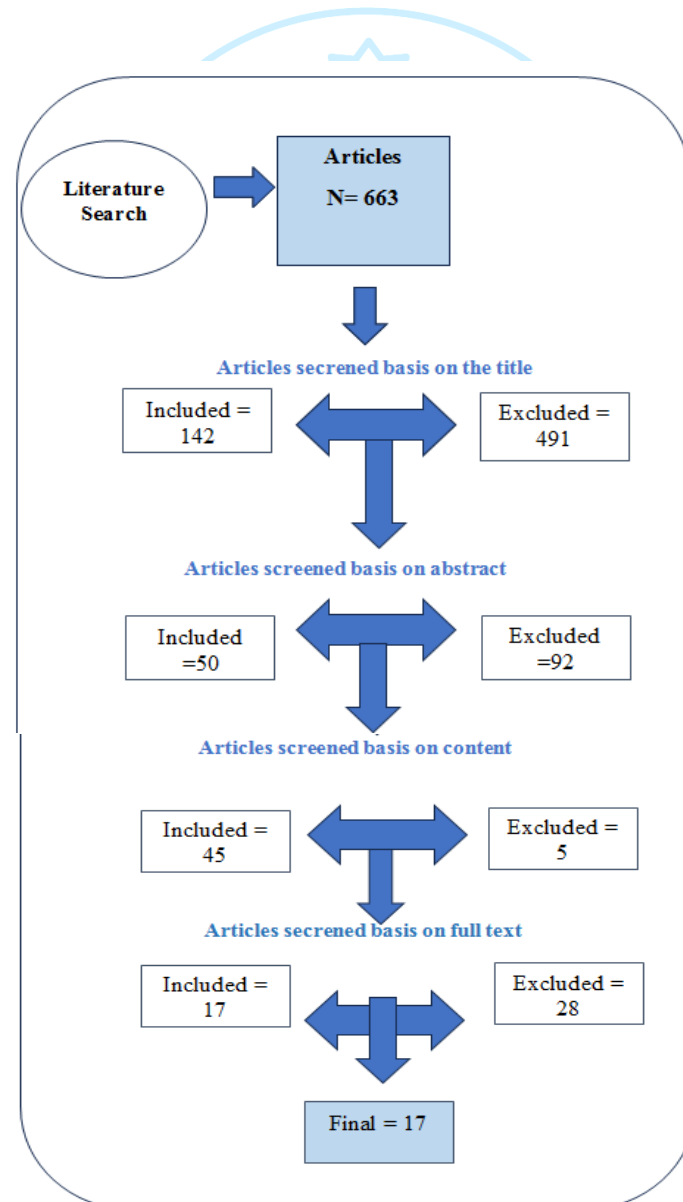 Literature
Search
Articles
N= 663
Articles secrened basis on the title
Included =
142
Excluded =
491
Articles screened basis on abstract
Included
=50
Excluded
=92
Articles screened basis on content
Included =
45
Excluded =
5
Articles secrened basis on full text
Included =
17
Excluded =
28
Final = 17